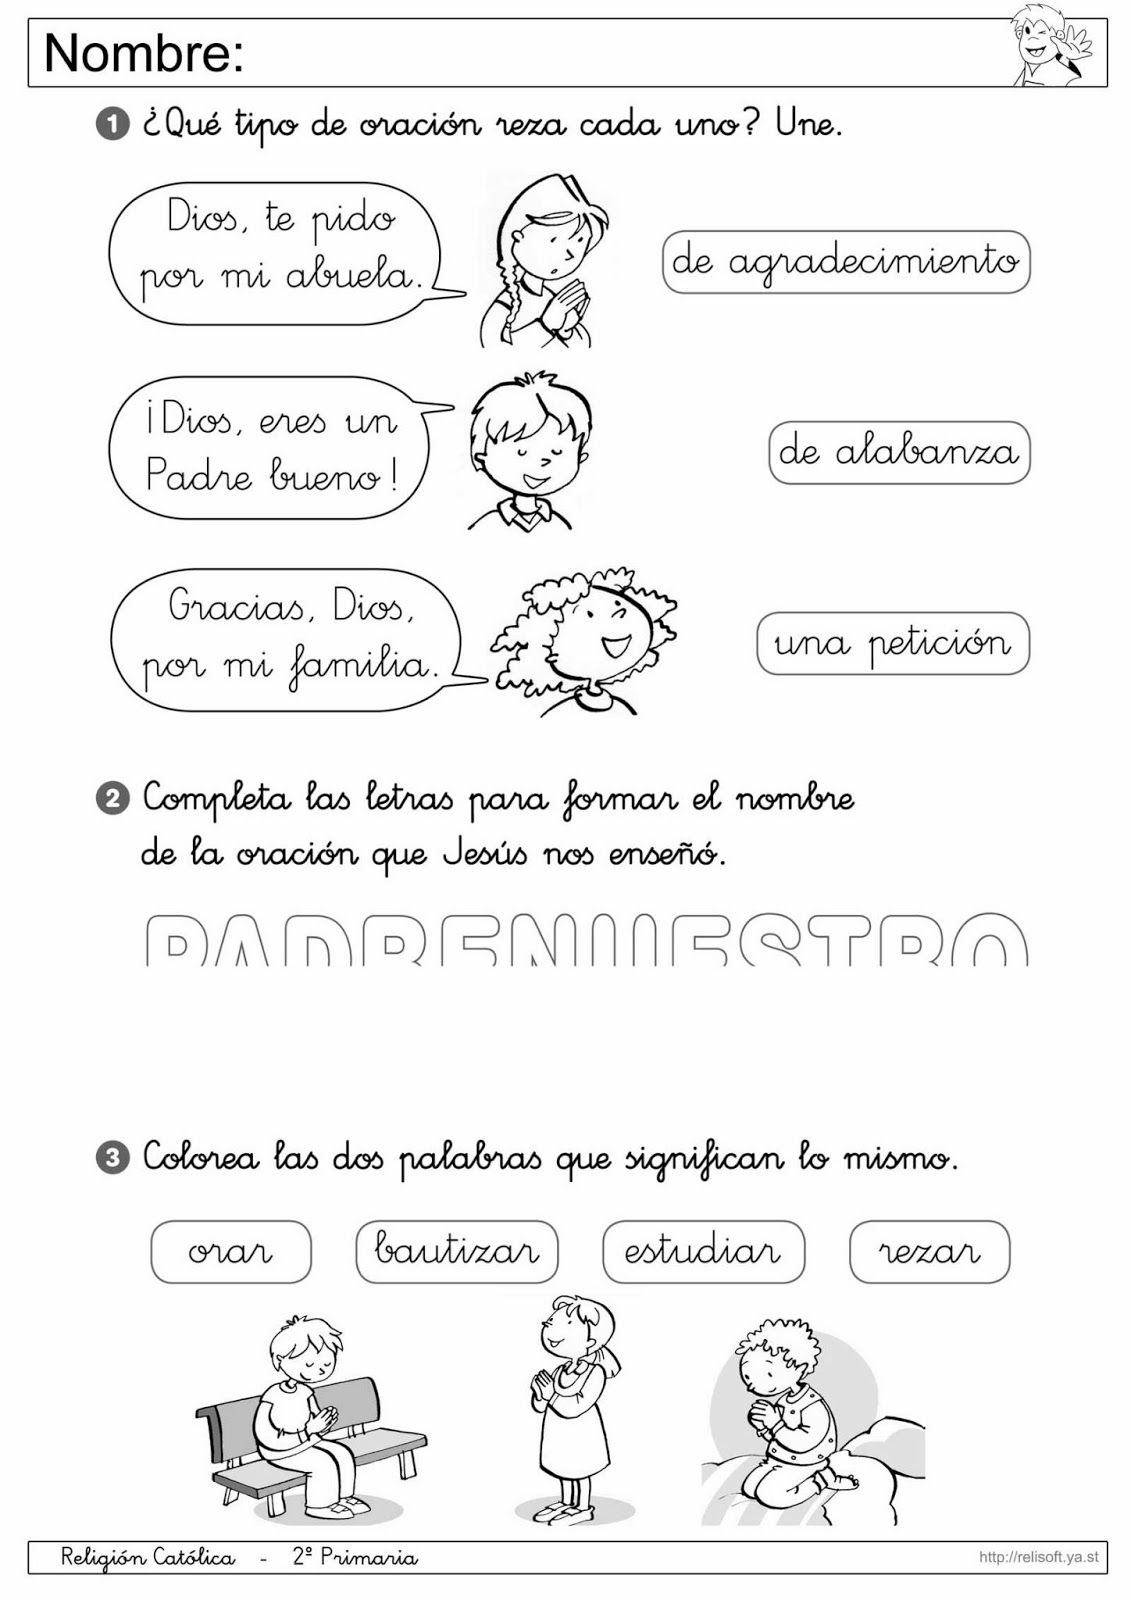 Nombre:
1 ¿Qué tipo de oración reza cada uno? Une.
Dios, te pido
por mi abuela.
de agradecimiento
¡Dios, eres un
Padre bueno!
de alabanza
Gracias, Dios,
por mi familia.
una petición
2 Completa las letras para formar el nombre
de la oración que Jesús nos enseñó.
PADRENUESTRO
3 Colorea las dos palabras que significan lo mismo.
orar bautizar estudiar rezar
Religión Católica - 2º Primaria http://relisoft.ya.st